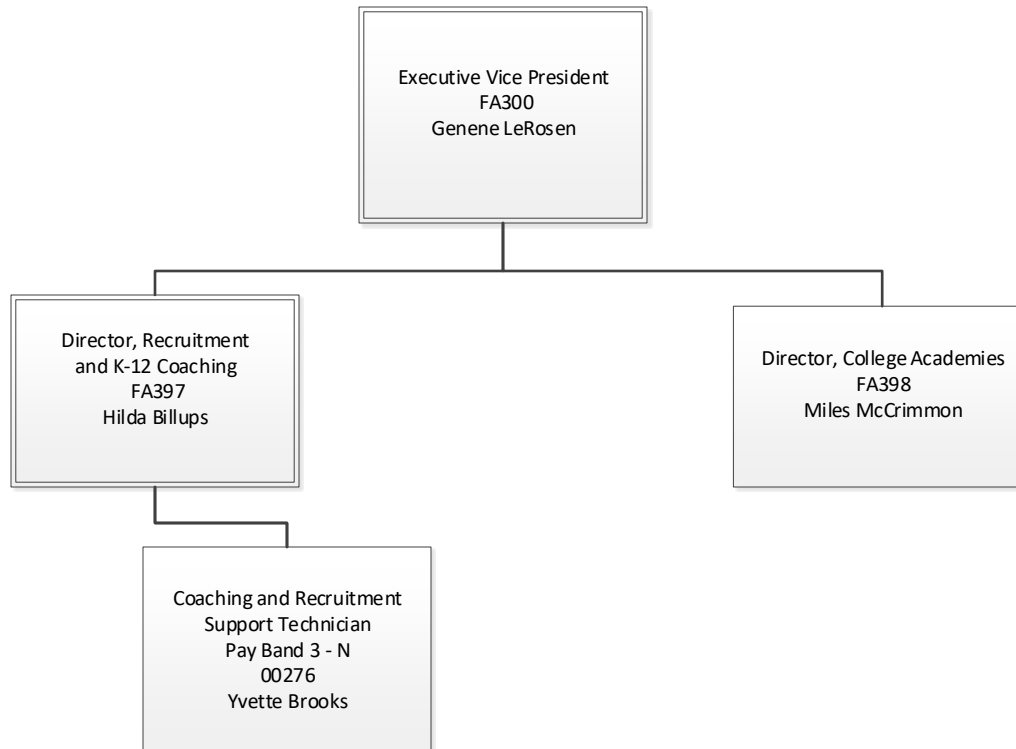 Executive Vice President
FA300
Genene LeRosen
Director, Recruitment
and K-12 Coaching
FA397
Hilda Billups
Director, College Academies
FA398
Miles McCrimmon
Coaching and Recruitment
Support Technician
Pay Band 3 - N
00276
Yvette Brooks